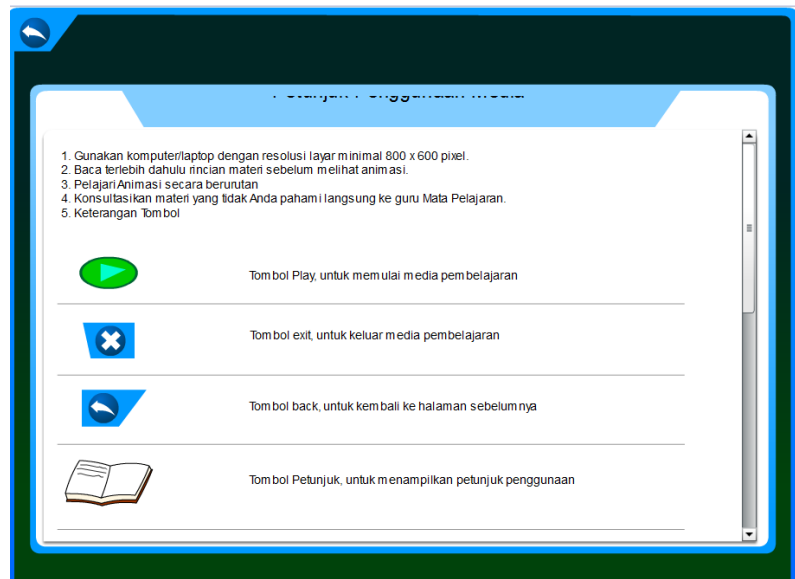 Petunjuk Penggunaan Media
1. Gunakan komputer/laptop dengan resolusi layar minimal 800 x 600 pixel.
2. Baca terlebih dahulu rincian materi sebelum melihat animasi.
3. Pelajari Animasi secara berurutan
4. Konsultasikan materi yang tidak Anda pahami langsung ke guru Mata Pelajaran.
5. Keterangan Tombol
Tombol Play, untuk memulai media pembelajaran
Tombol exit, untuk keluar media pembelajaran
Tombol back, untuk kembali ke halaman sebelumnya
Tombol Petunjuk, untuk menampilkan petunjuk penggunaan